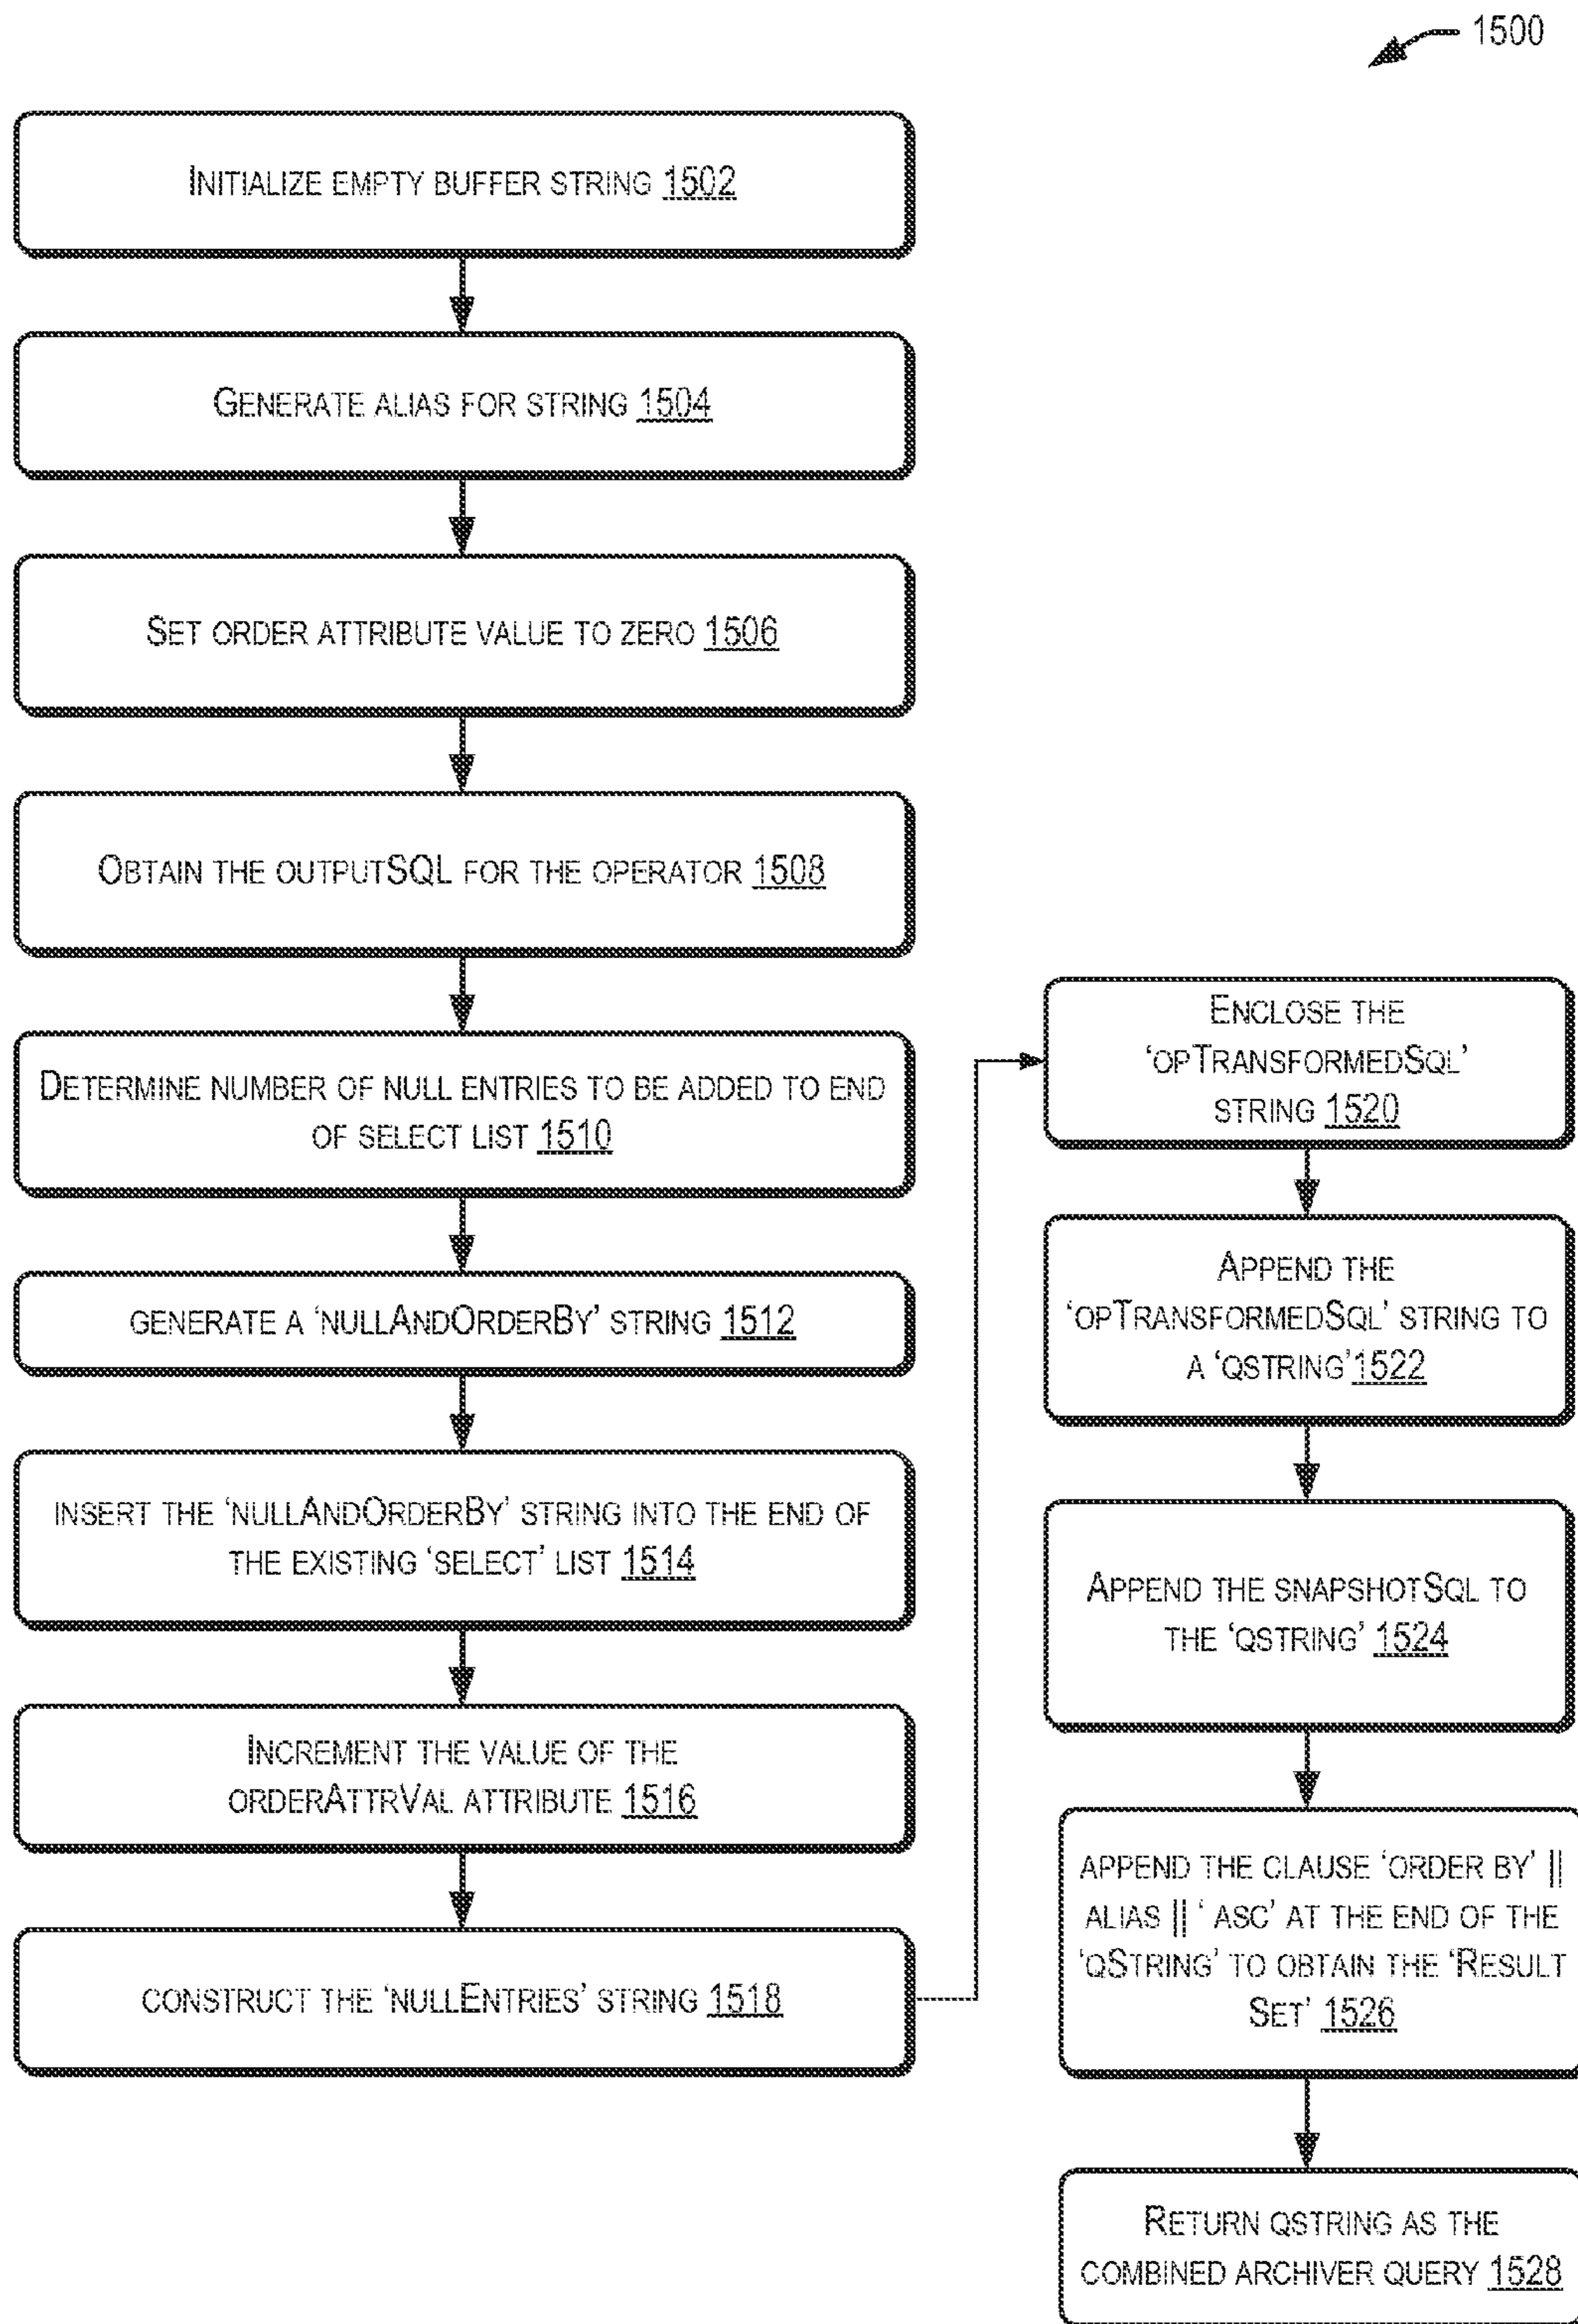 1500
INITIALIZE EMPTY BUFFER STRING 1502
GENERATE ALIAS FOR STRING 1504
SET ORDER ATTRIBUTE VALUE TO ZERO 1506
OBTAIN THE OUTPUTSQL FOR THE OPERATOR 1508
DETERMINE NUMBER OF NULL ENTRIES TO BE ADDED TO END
OF SELECT LIST 1510
GENERATE A ‘NULLANDORDERBY’ STRING 1512
INSERT THE ‘NULLANDORDERBY’ STRING INTO THE END OF
THE EXISTING ‘SELECT’ LIST 1514
INCREMENT THE VALUE OF THE
ORDERATTRVAL ATTRIBUTE 1516
CONSTRUCT THE ‘NULLENTRIES’ STRING 1518
ENCLOSE THE
‘OPTRANSFORMEDSQL’
STRING 1520
APPEND THE
‘OPTRANSFORMEDSQL’ STRING TO
A ‘QSTRING’1522
APPEND THE SNAPSHOTSQL TO
THE ‘QSTRING’ 1524
APPEND THE CLAUSE ‘ORDER BY’ ||
ALIAS || ‘ ASC’ AT THE END OF THE
‘QSTRING’ TO OBTAIN THE ‘RESULT
SET’ 1526
RETURN QSTRING AS THE
COMBINED ARCHIVER QUERY 1528